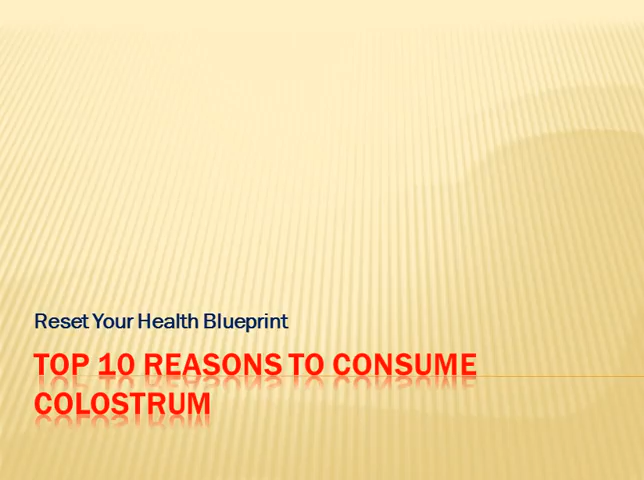 Reset Your Health Blueprint
TOP 10 REASONS TO CONSUME
COLOSTRUM